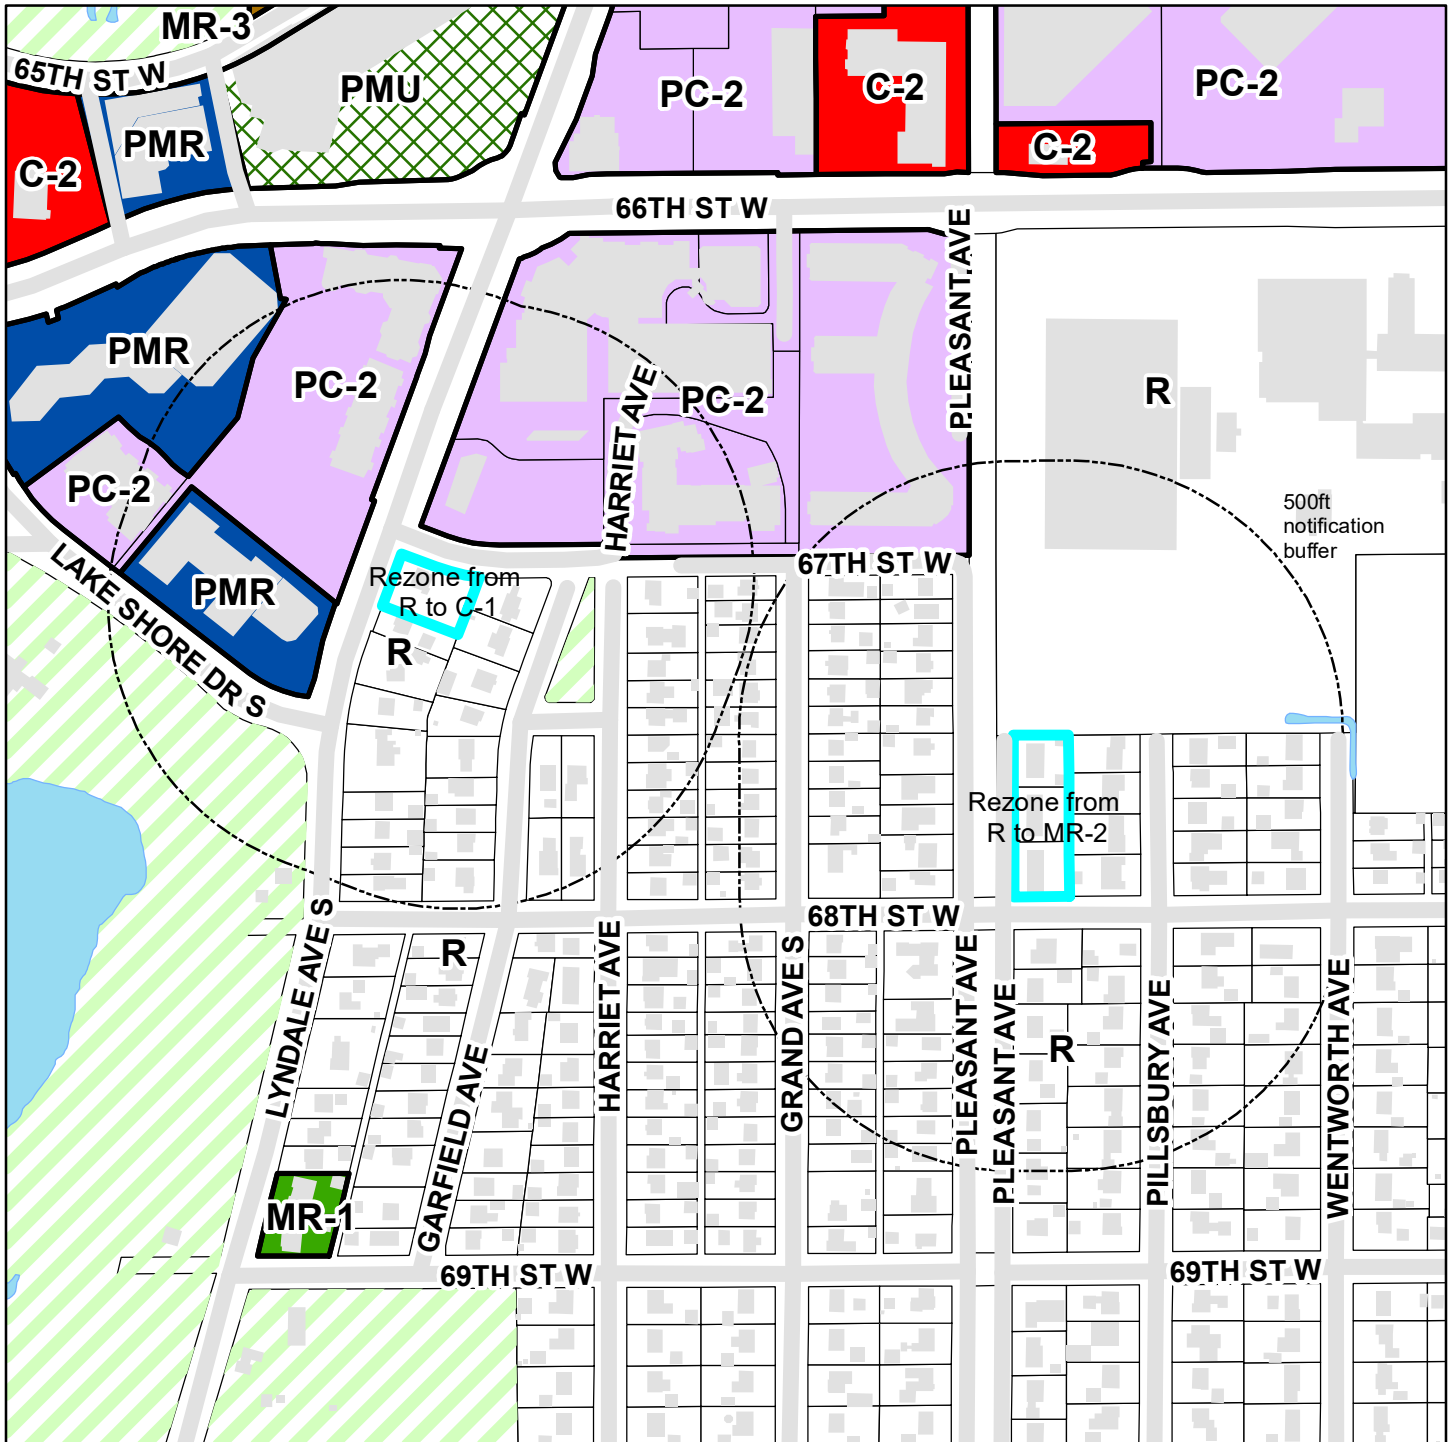 MR-3
65TH ST W
PMU
PC-2
C-2
PC-2
C-2
PMR
C-2
66TH ST W
PLEASANT AVE
PMR
PC-2
HARRIET AVE
PC-2
R
PC-2
500ft
notification
buffer
LAKE SHORE DR S
PMR
67TH ST W
Rezone from
R to C-1
R
Rezone from
R to MR-2
68TH ST W
LYNDALE AVE S
R
GARFIELD AVE
HARRIET AVE
GRAND AVE S
PLEASANT AVE
PLEASANT AVE
R
PILLSBURY AVE
WENTWORTH AVE
MR-1
69TH ST W
69TH ST W